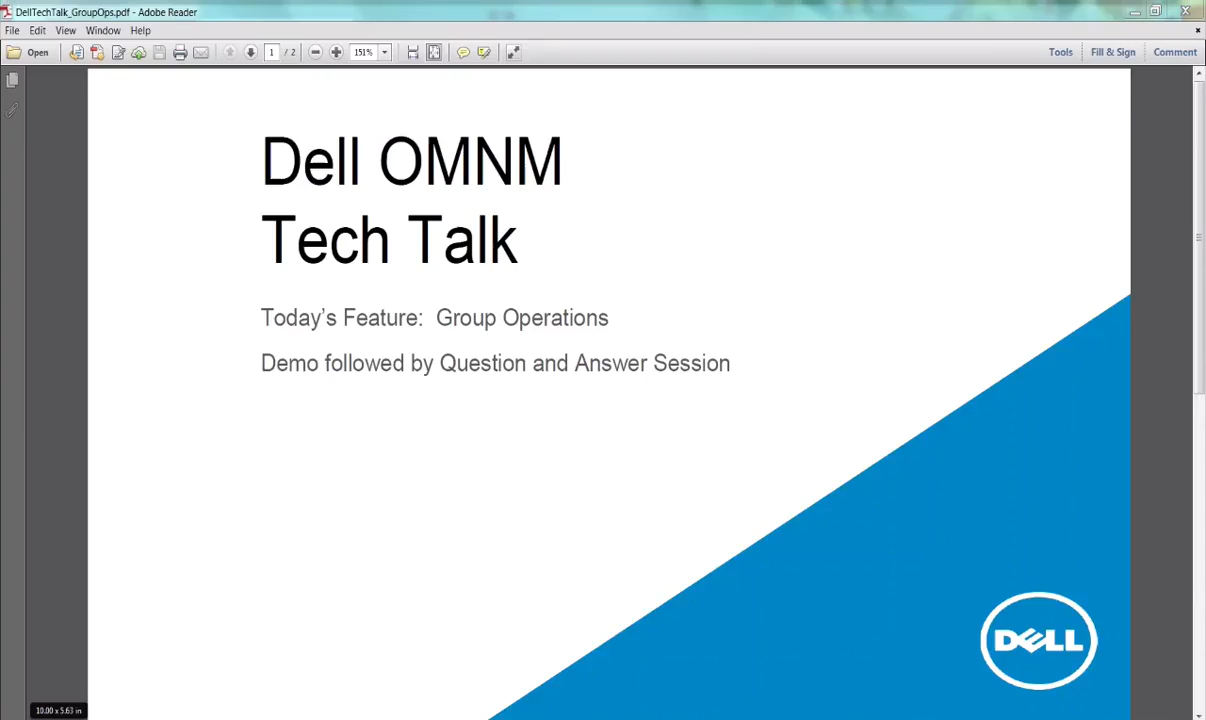 DellTechTalk_GroupOps.pdf - Adobe Reader
File Edit View Window Help
Open 1 / 2 151% Tools Fill & Sign Comment
Dell OMNM
Tech Talk
Today's Feature: Group Operations
Demo followed by Question and Answer Session
DELL
10.00 x 5.63 in